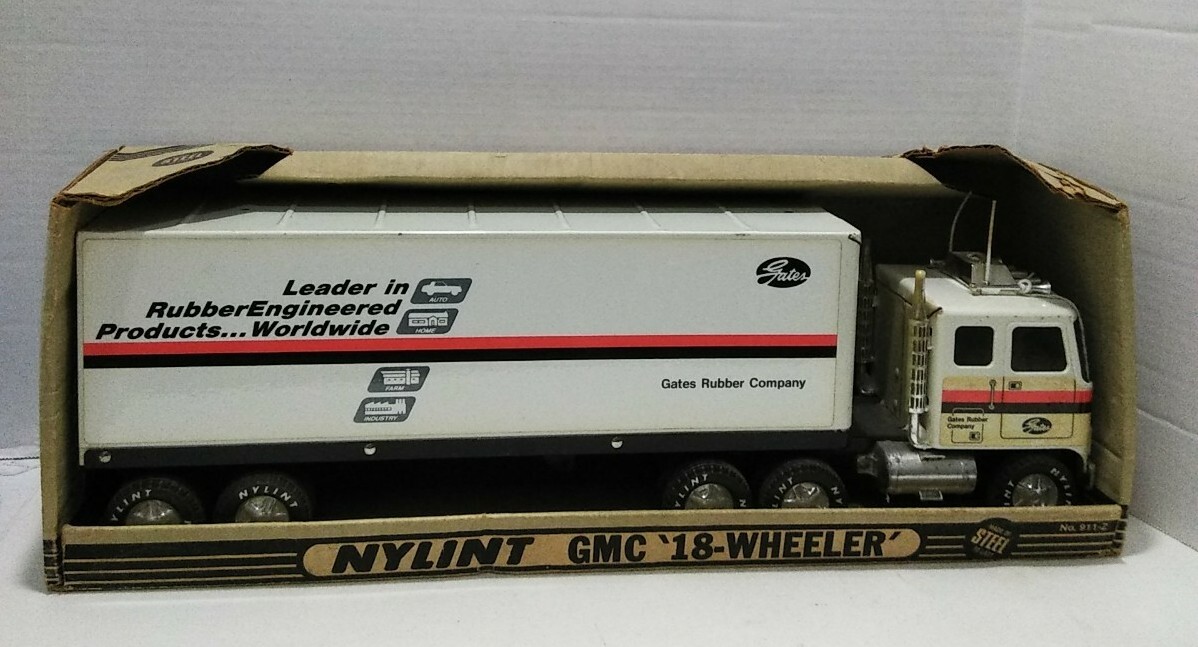 Leader in
RubberEngineered
Products...Worldwide
AUTO
HOME
FARM
INDUSTRY
Gates
Gates Rubber Company
Gates Rubber
Company
Gates
NYLINT
NYLINT
NYLINT
NYLINT GMC '18-WHEELER'
STEEL
No. 911-Z